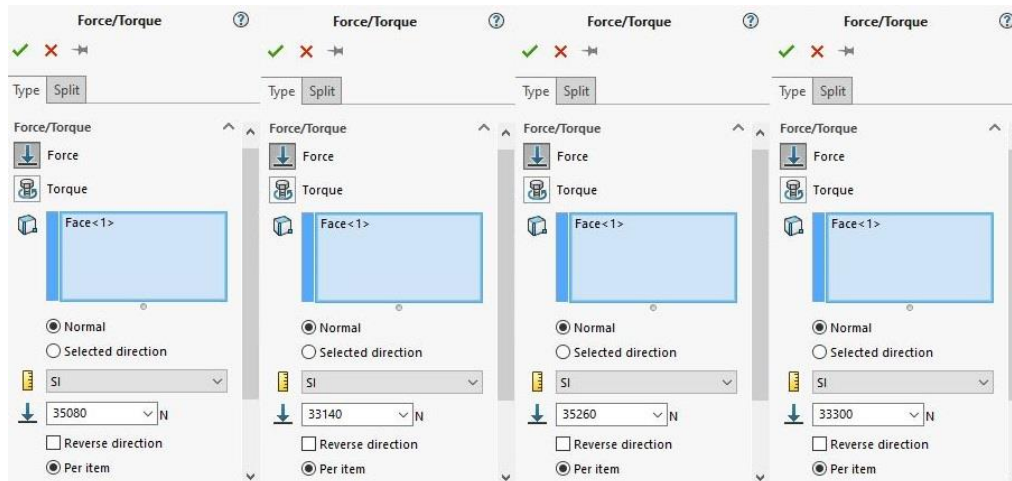 Force/Torque
Type Split
Force/Torque
Force
Torque
Face<1>
Normal
Selected direction
SI
35080 N
Reverse direction
Per item
Force/Torque
Type Split
Force/Torque
Force
Torque
Face<1>
Normal
Selected direction
SI
33140 N
Reverse direction
Per item
Force/Torque
Type Split
Force/Torque
Force
Torque
Face<1>
Normal
Selected direction
SI
35260 N
Reverse direction
Per item
Force/Torque
Type Split
Force/Torque
Force
Torque
Face<1>
Normal
Selected direction
SI
33300 N
Reverse direction
Per item